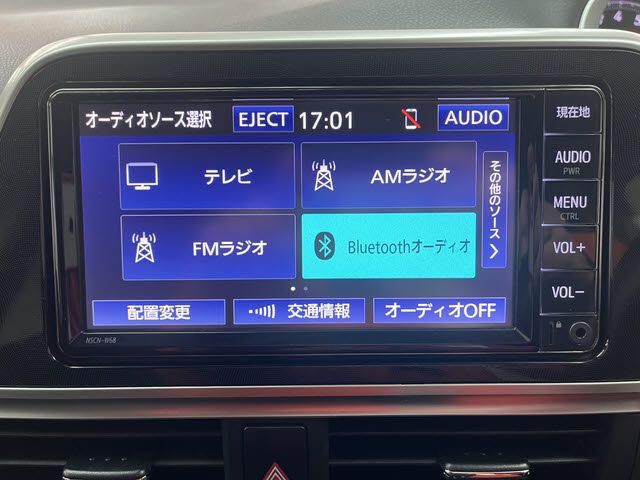 オーディオソース選択 EJECT 17:01 AUDIO
テレビ AMラジオ
FMラジオ Bluetoothオーディオ
その他のソース
配置変更 交通情報 オーディオOFF
NSCN-W68
現在地
AUDIO
PWR
MENU
CTRL
VOL+
VOL−
4 5